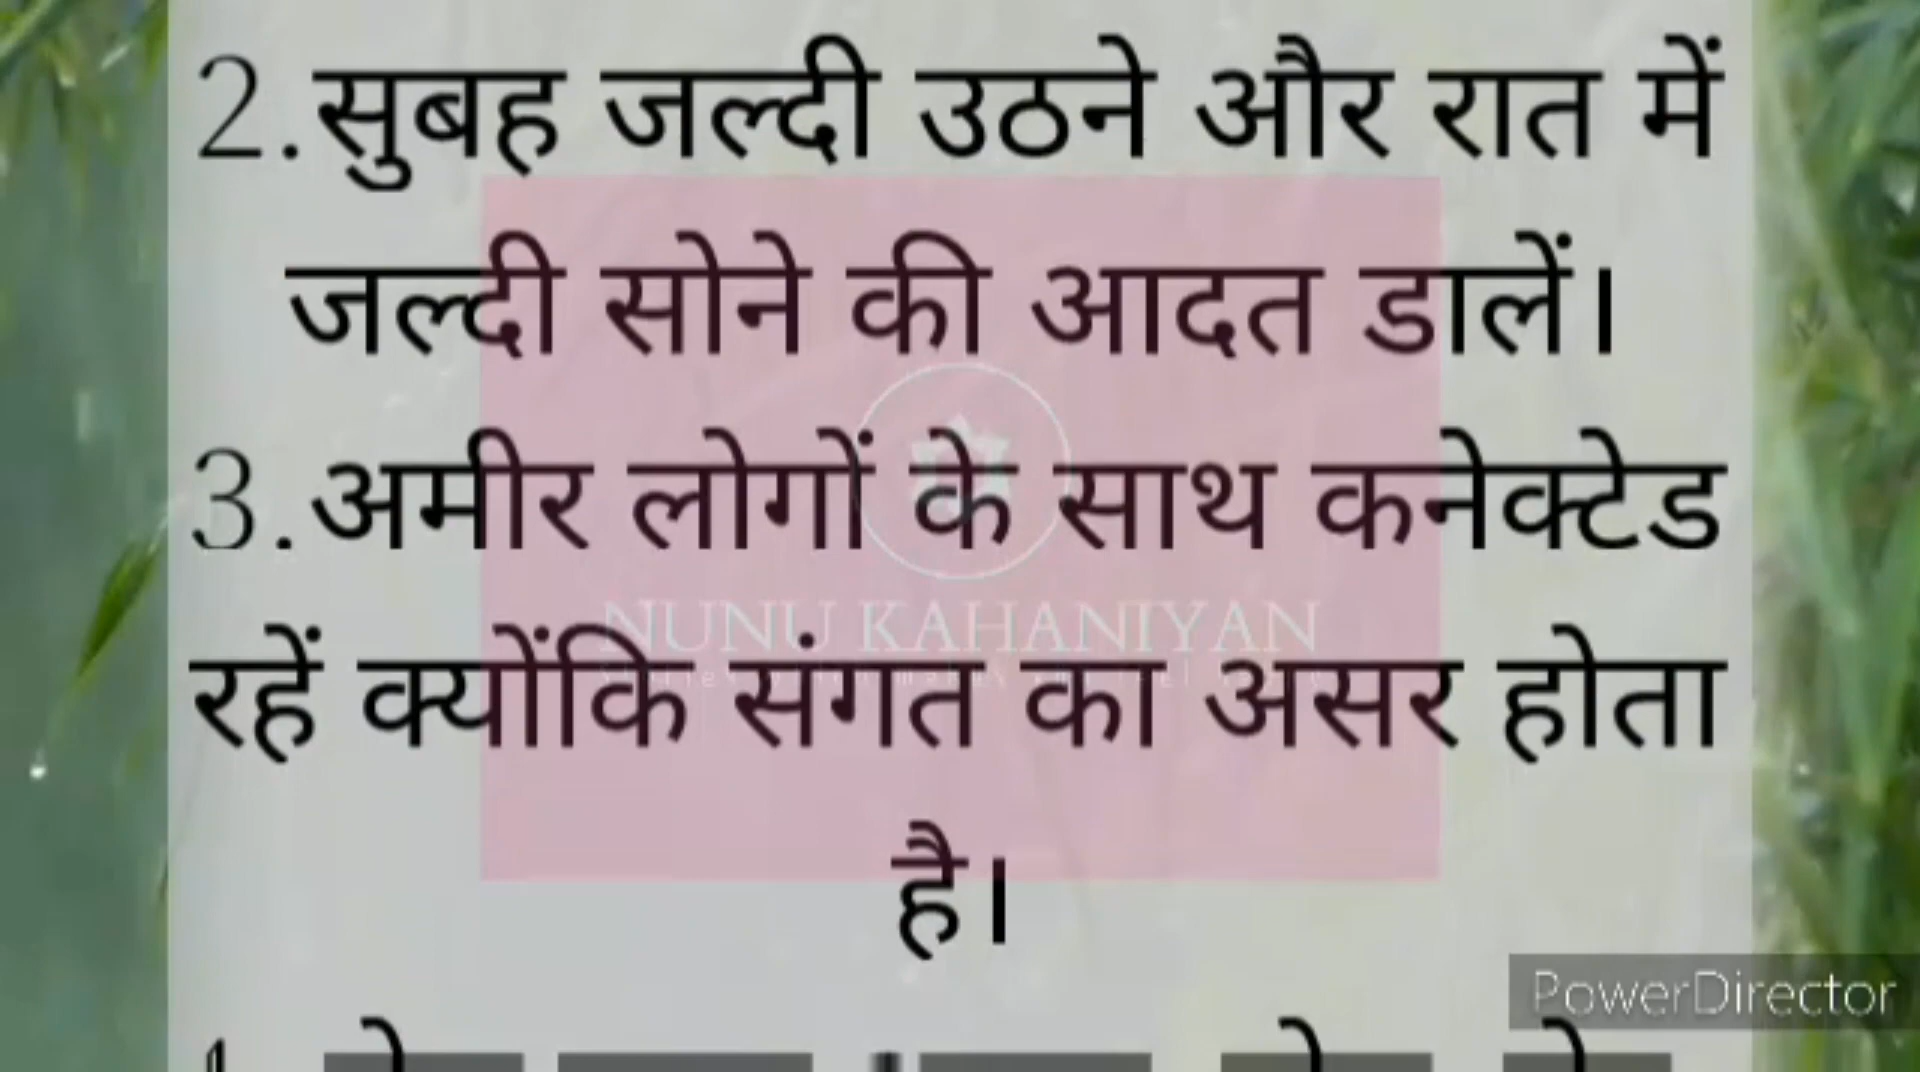 2.सुबह जल्दी उठने और रात में
जल्दी सोने की आदत डालें।
3.अमीर लोगों के साथ कनेक्टेड
रहें क्योंकि संगत का असर होता
है।
NUNU KAHANIYAN
PowerDirector